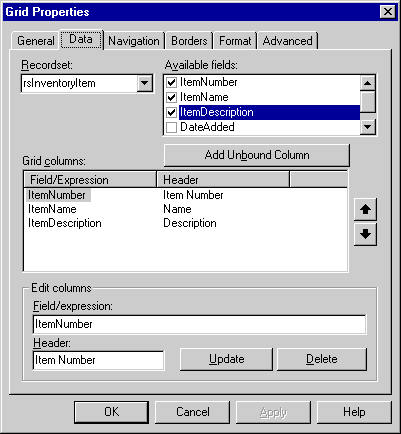 Grid Properties
General Data Navigation Borders Format Advanced
Recordset:
rsInventoryItem
Available fields:
ItemNumber
ItemName
ItemDescription
DateAdded
Add Unbound Column
Grid columns:
Field/Expression Header
ItemNumber Item Number
ItemName Name
ItemDescription Description
Edit columns
Field/expression:
ItemNumber
Header:
Item Number
Update Delete
OK Cancel Apply Help